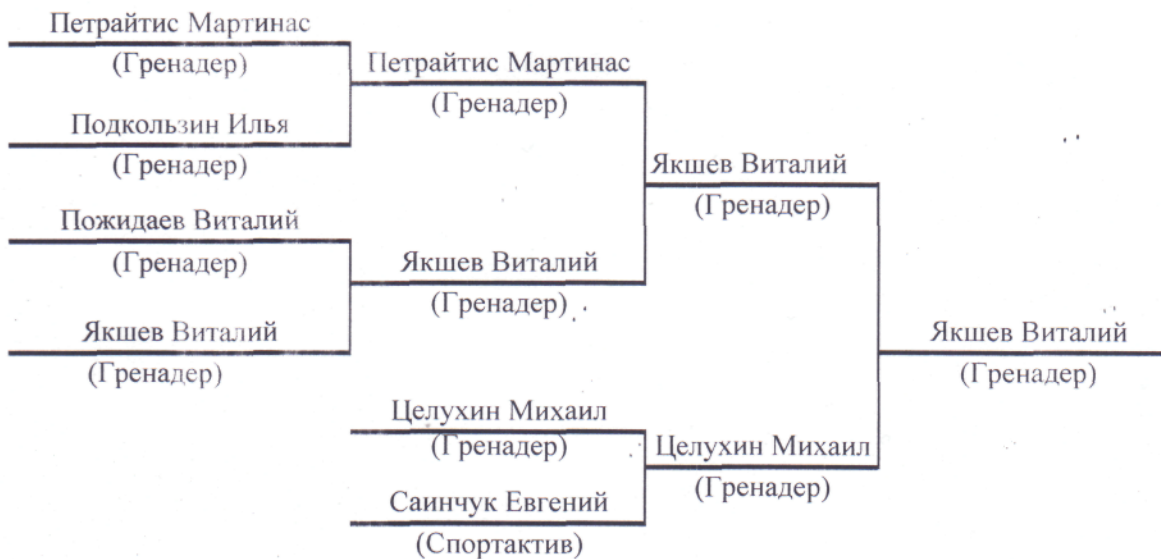 Петрайтис Мартинас
(Гренадер)
Подкользин Илья
(Гренадер)
Пожидаев Виталий
(Гренадер)
Якшев Виталий
(Гренадер)
Петрайтис Мартинас
(Гренадер)
Якшев Виталий
(Гренадер)
Целухин Михаил
(Гренадер)
Саинчук Евгений
(Спортактив)
Якшев Виталий
(Гренадер)
Целухин Михаил
(Гренадер)
Якшев Виталий
(Гренадер)